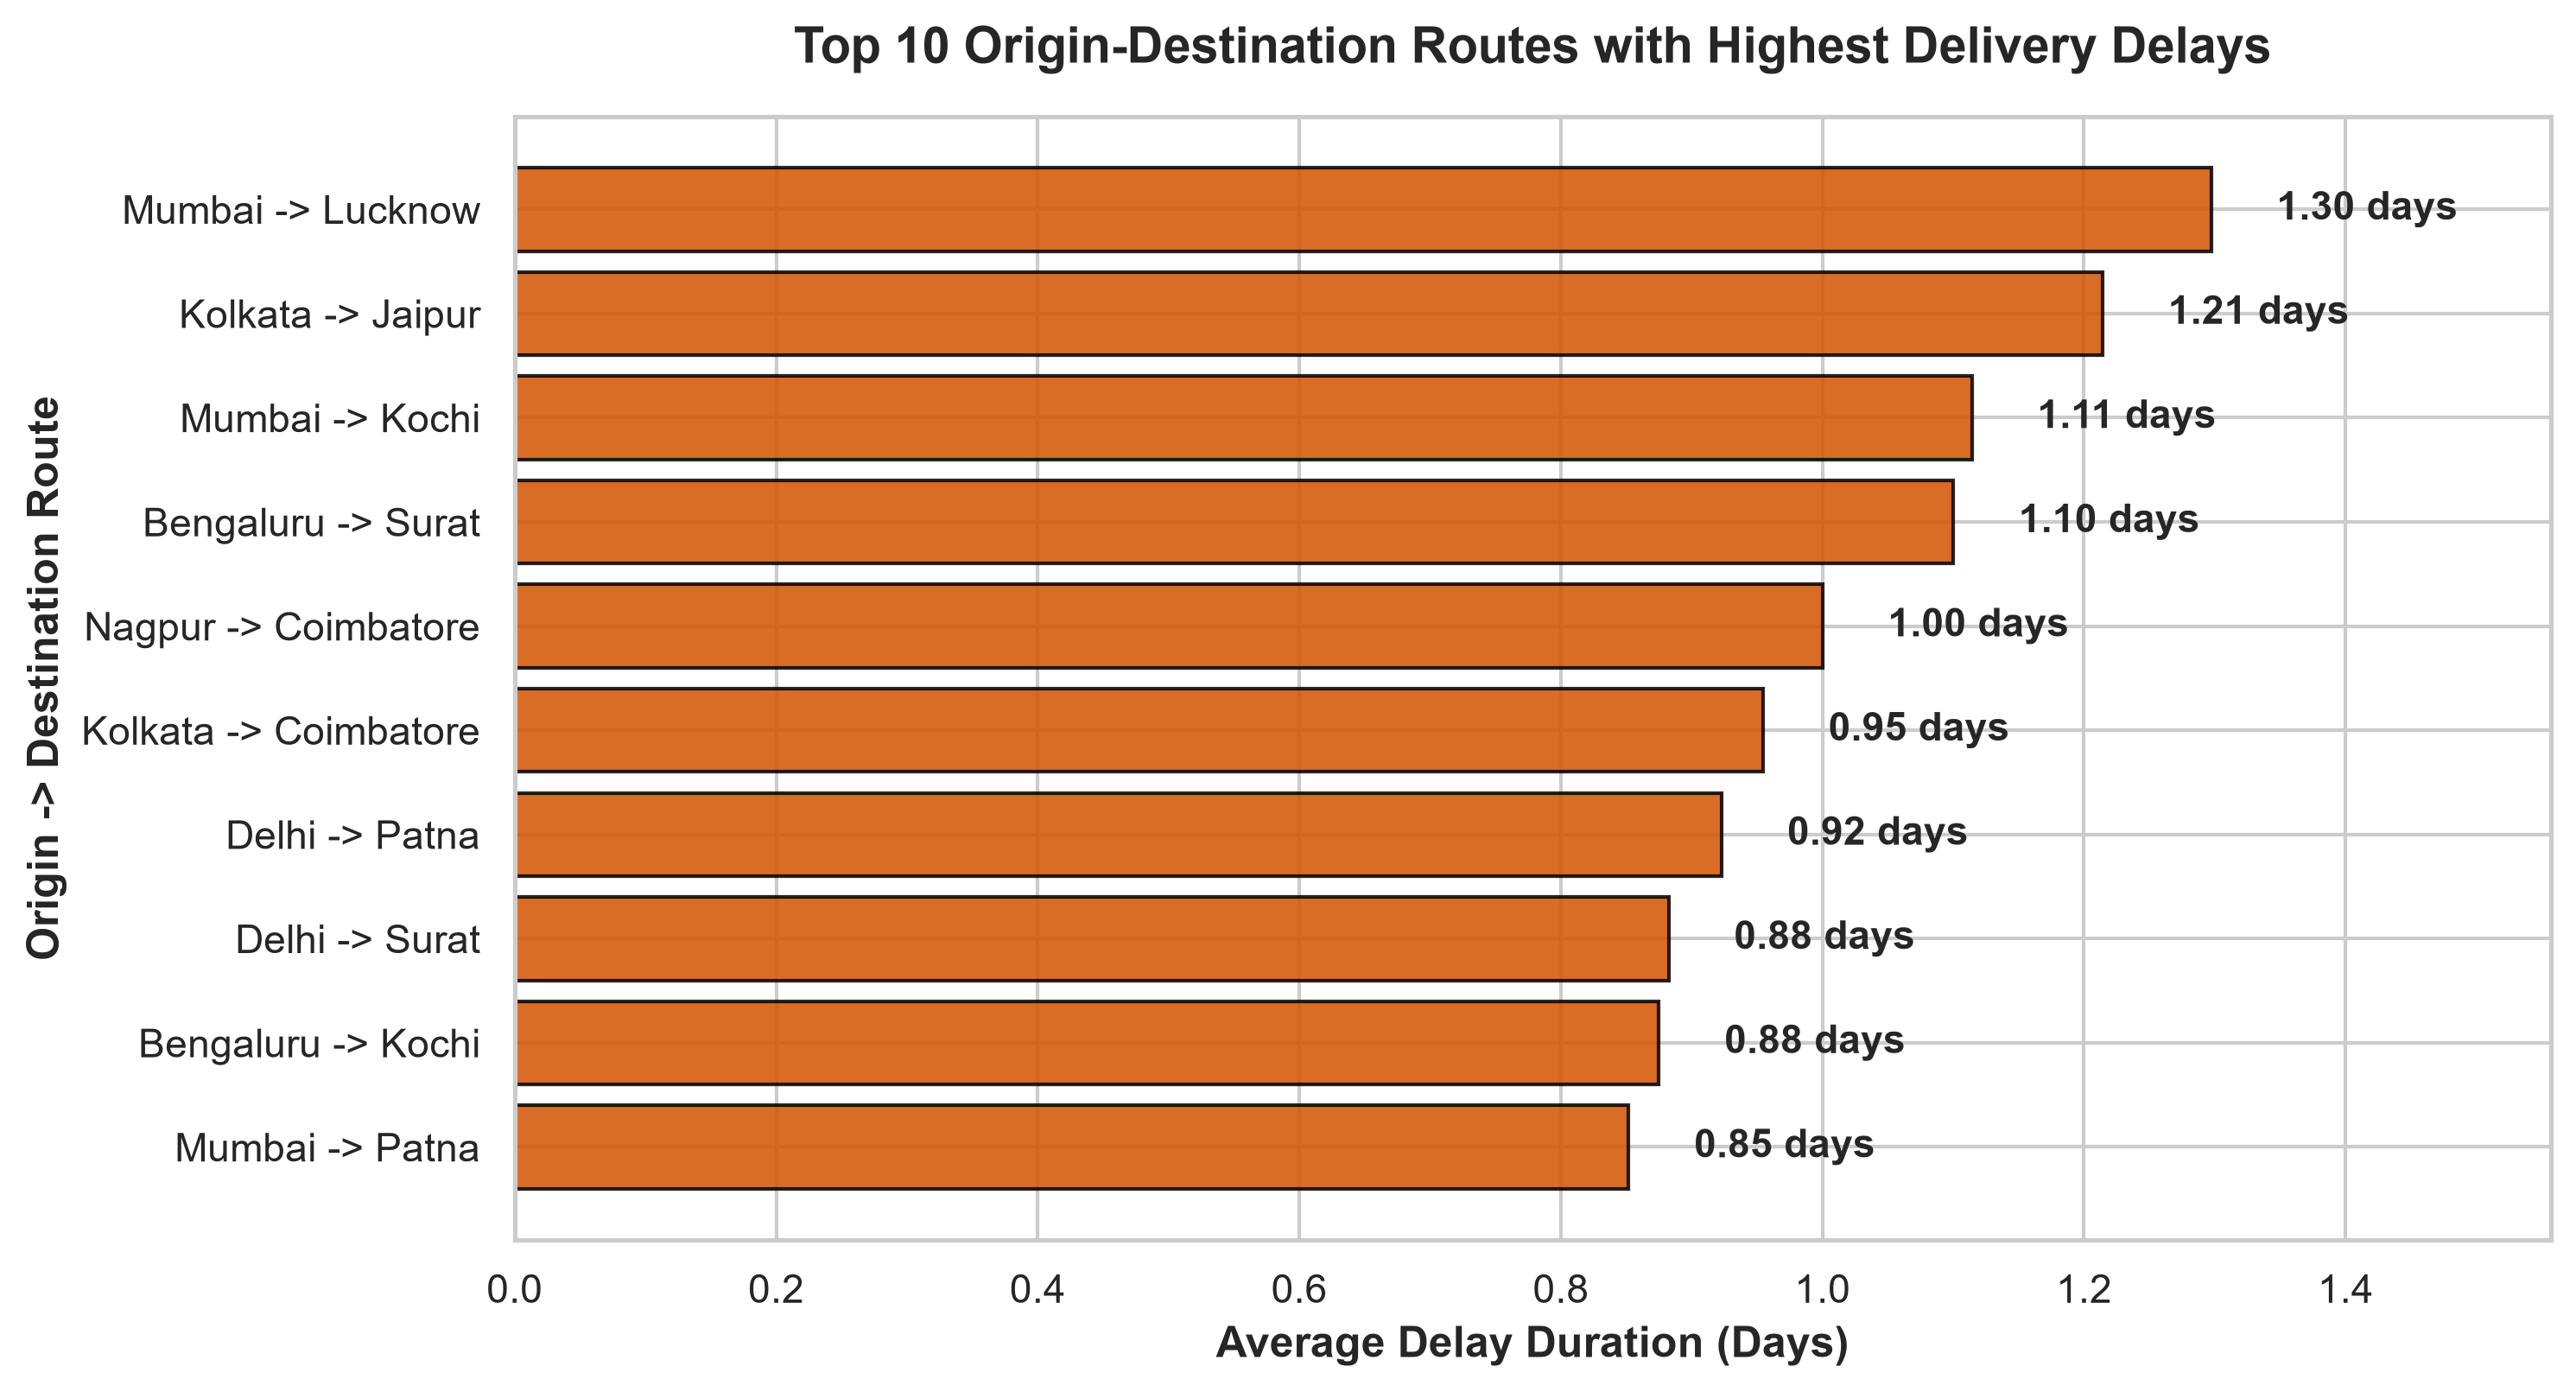 Top 10 Origin-Destination Routes with Highest Delivery Delays
Origin -> Destination Route
Mumbai -> Lucknow 1.30 days
Kolkata -> Jaipur 1.21 days
Mumbai -> Kochi 1.11 days
Bengaluru -> Surat 1.10 days
Nagpur -> Coimbatore 1.00 days
Kolkata -> Coimbatore 0.95 days
Delhi -> Patna 0.92 days
Delhi -> Surat 0.88 days
Bengaluru -> Kochi 0.88 days
Mumbai -> Patna 0.85 days
0.0 0.2 0.4 0.6 0.8 1.0 1.2 1.4
Average Delay Duration (Days)